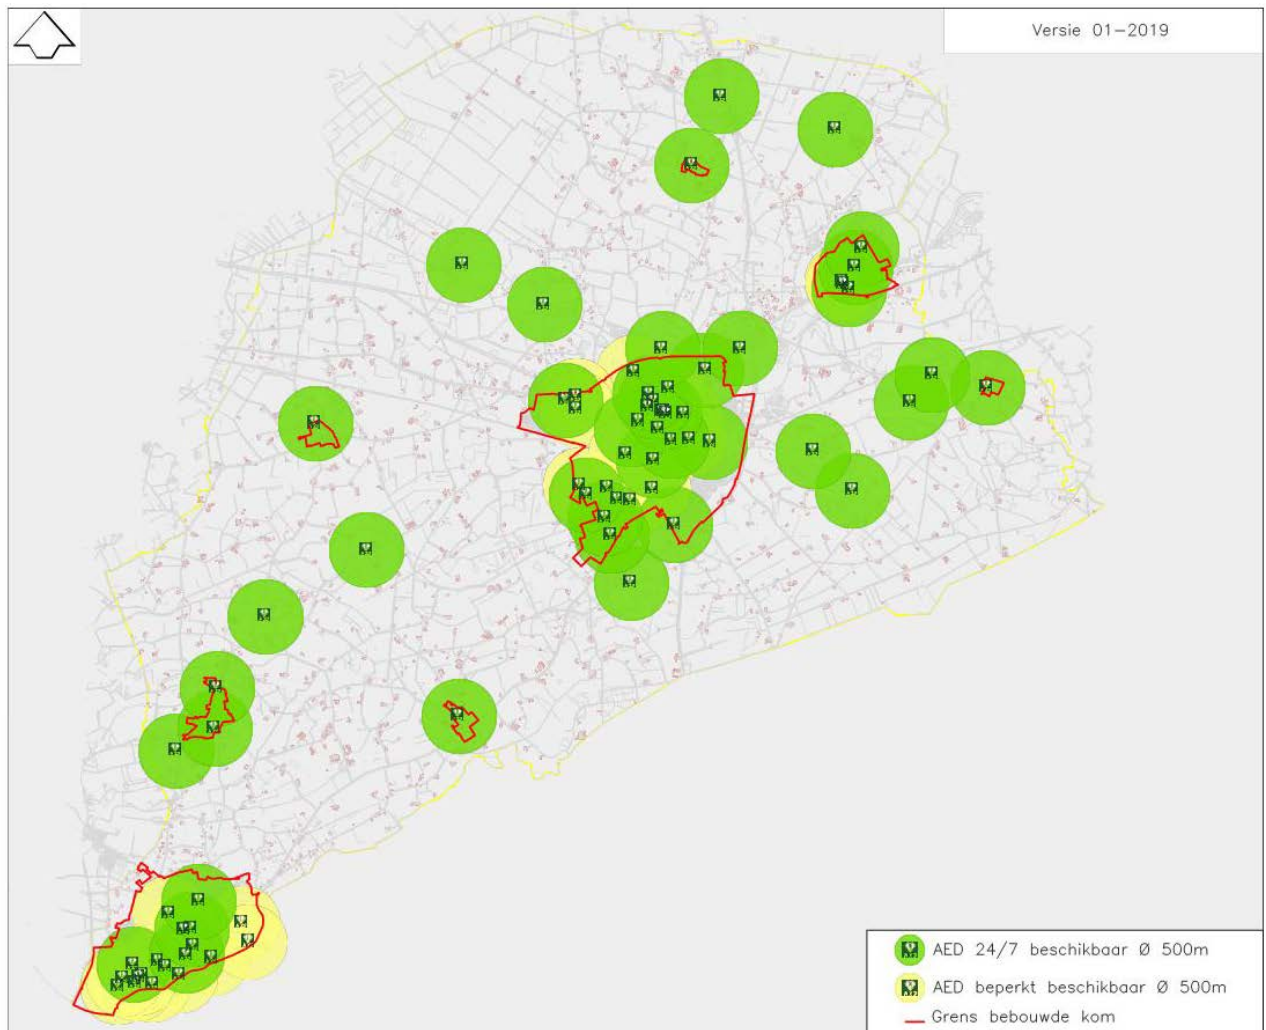 Versie 01-2019
AED 24/7 beschikbaar Ø 500m
AED beperkt beschikbaar Ø 500m
Grens bebouwde kom